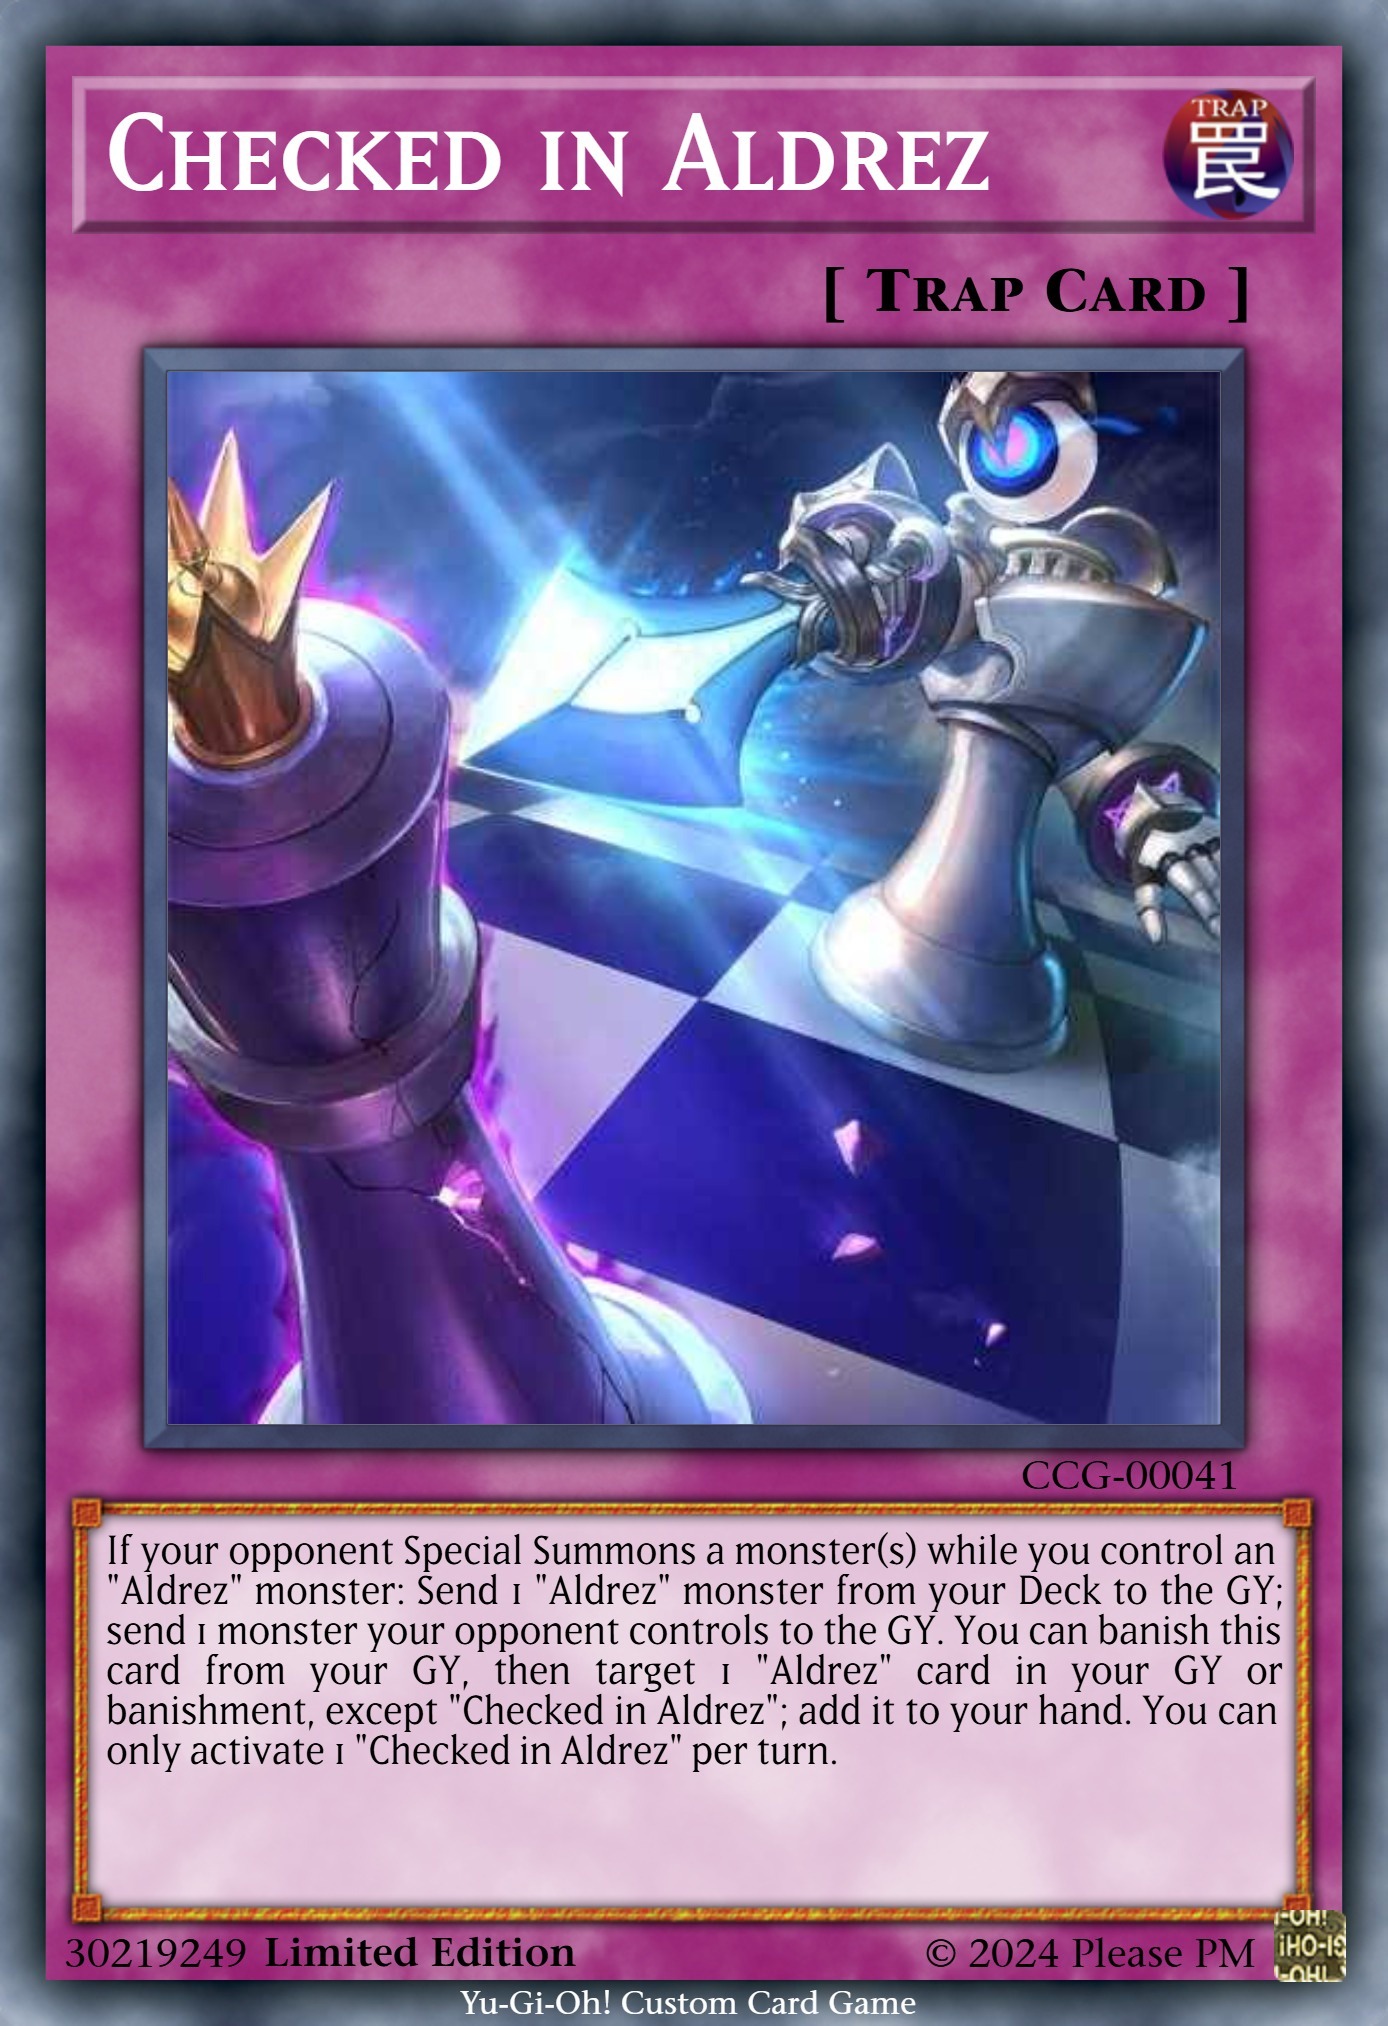 Checked in Aldrez
TRAP
罠
[ Trap Card ]
CCG-00041
If your opponent Special Summons a monster(s) while you control an
"Aldrez" monster: Send 1 "Aldrez" monster from your Deck to the GY;
send 1 monster your opponent controls to the GY. You can banish this
card from your GY, then target 1 "Aldrez" card in your GY or
banishment, except "Checked in Aldrez"; add it to your hand. You can
only activate 1 "Checked in Aldrez" per turn.
30219249 Limited Edition
© 2024 Please PM
-OH!
iHO-IS
-OH!
Yu-Gi-Oh! Custom Card Game